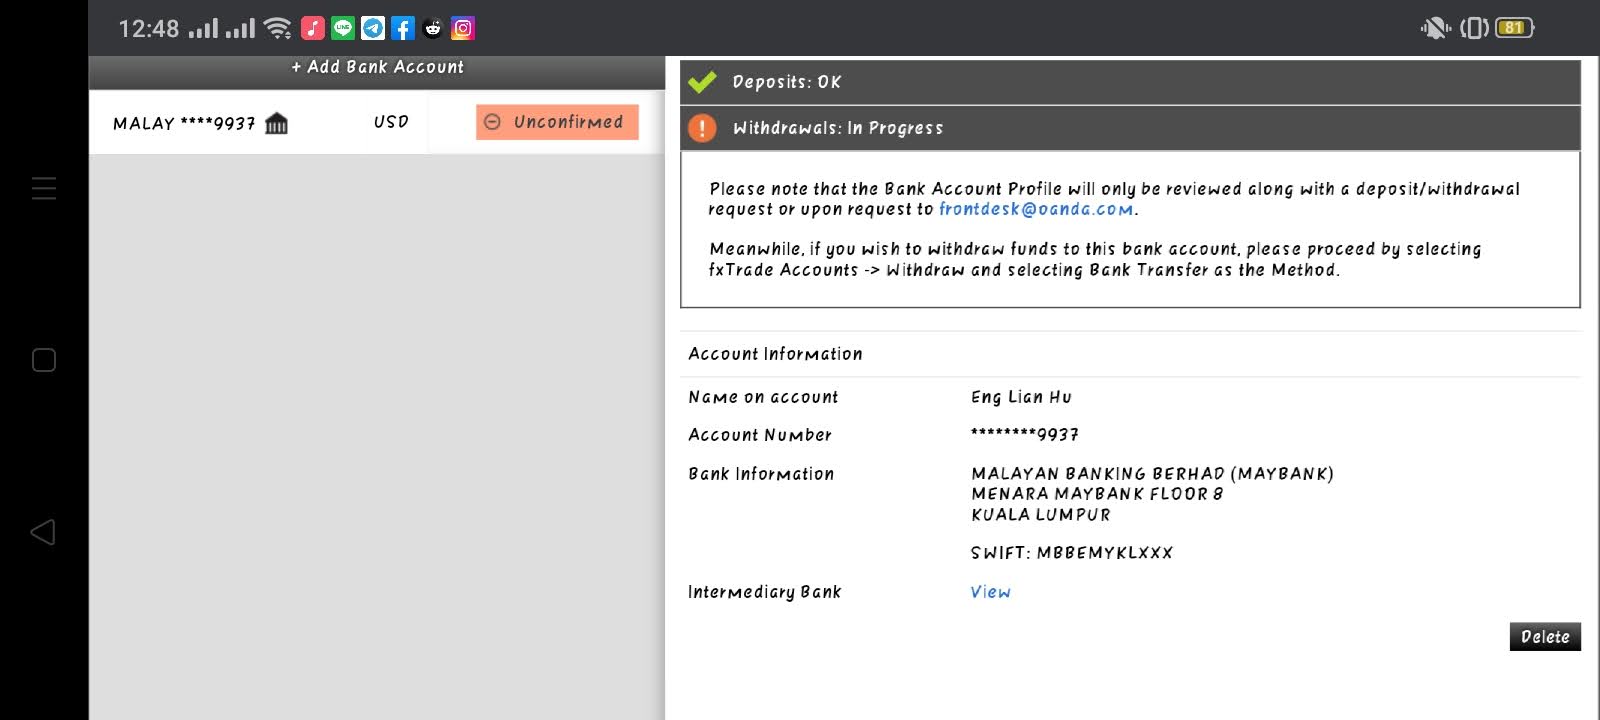 12:48
LINE
81
+ Add Bank Account
MALAY ****9937 USD Unconfirmed
Deposits: OK
Withdrawals: In Progress
Please note that the Bank Account Profile will only be reviewed along with a deposit/withdrawal
request or upon request to frontdesk@oanda.com.
Meanwhile, if you wish to withdraw funds to this bank account, please proceed by selecting
fxTrade Accounts -> Withdraw and selecting Bank Transfer as the Method.
Account Information
Name on account Eng Lian Hu
Account Number ********9937
Bank Information MALAYAN BANKING BERHAD (MAYBANK)
MENARA MAYBANK FLOOR 8
KUALA LUMPUR
SWIFT: MBBEMYKLXXX
Intermediary Bank View
Delete